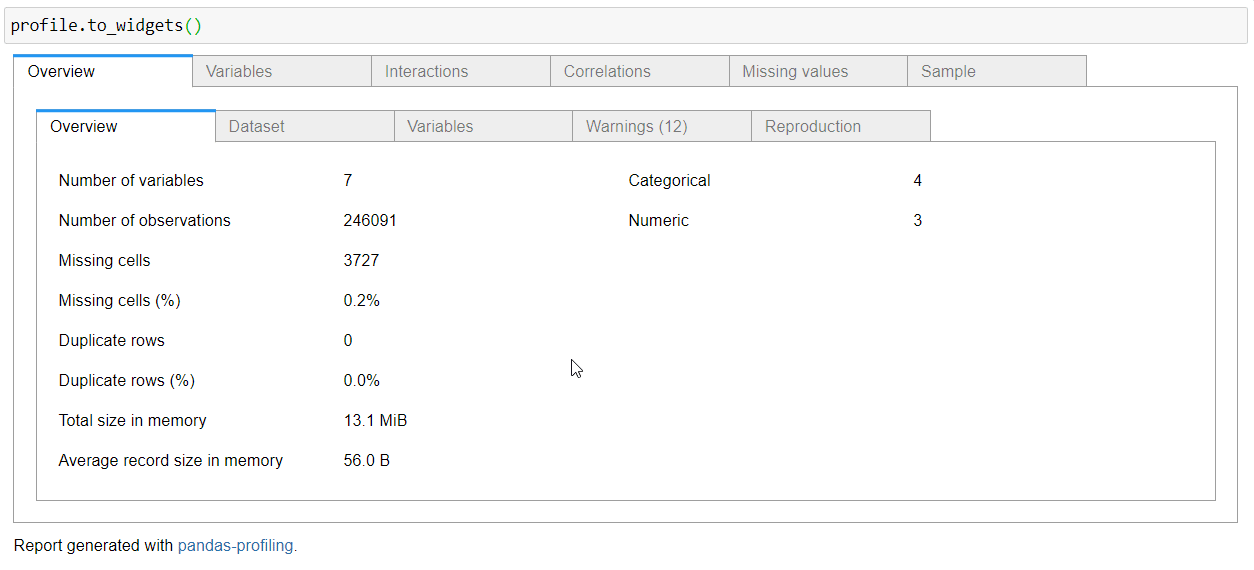 profile.to_widgets()
Overview Variables Interactions Correlations Missing values Sample
Overview Dataset Variables Warnings (12) Reproduction
Number of variables 7 Categorical 4
Number of observations 246091 Numeric 3
Missing cells 3727
Missing cells (%) 0.2%
Duplicate rows 0
Duplicate rows (%) 0.0%
Total size in memory 13.1 MiB
Average record size in memory 56.0 B
Report generated with pandas-profiling.